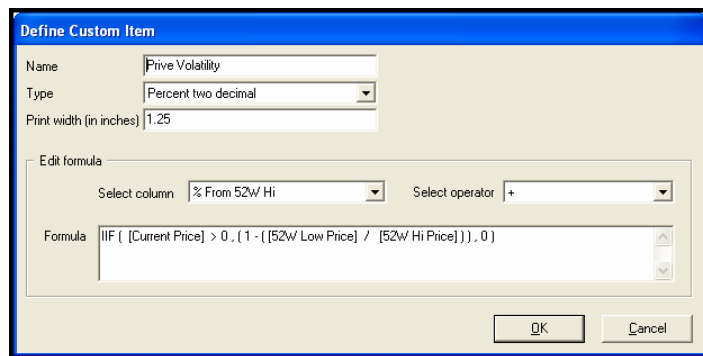 Define Custom Item
Name Prive Volatility
Type Percent two decimal
Print width (in inches) 1.25
Edit formula
Select column % From 52W Hi Select operator +
Formula IIF ( [Current Price] > 0 , ( 1 - ( [52W Low Price] / [52W Hi Price] ) ) , 0 )
OK Cancel